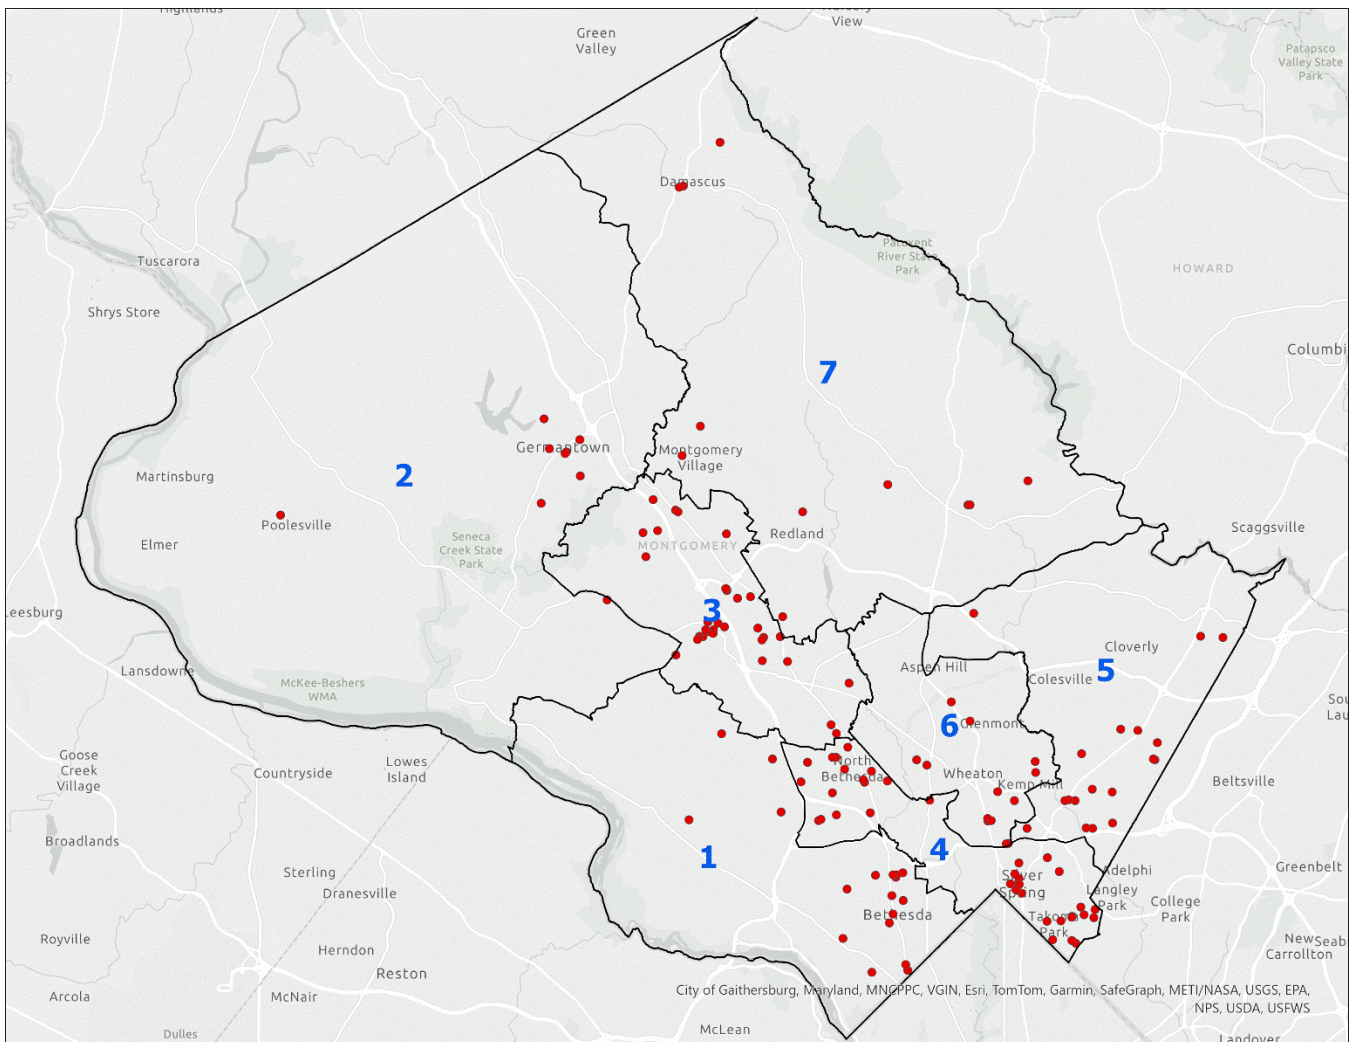 Highlands
Green
Valley
View
Patapsco
Valley State
Park
Damascus
Patuxent
River State
Park
Tuscarora
HOWARD
Shrys Store
7
Germantown
Montgomery
Village
2
Martinsburg
Poolesville
Elmer
Seneca
Creek State
Park
MONTGOMERY
Redland
Scaggsville
Leesburg
3
Lansdowne
McKee-Beshers
WMA
Aspen Hill
Cloverly
5
Colesville
6
Glenmont
Goose
Creek
Village
Countryside
Lowes
Island
North
Bethesda
Wheaton
Kemp Mill
Beltsville
Broadlands
1
4
Sterling
Dranesville
Silver
Spring
Adelphi
Langley
Park
Greenbelt
College
Park
Bethesda
Takoma
Park
Royville
Herndon
Reston
New
Carrollton
Arcola
McNair
City of Gaithersburg, Maryland, MNCPPC, VGIN, Esri, TomTom, Garmin, SafeGraph, METI/NASA, USGS, EPA,
NPS, USDA, USFWS
Dulles
McLean
Landover